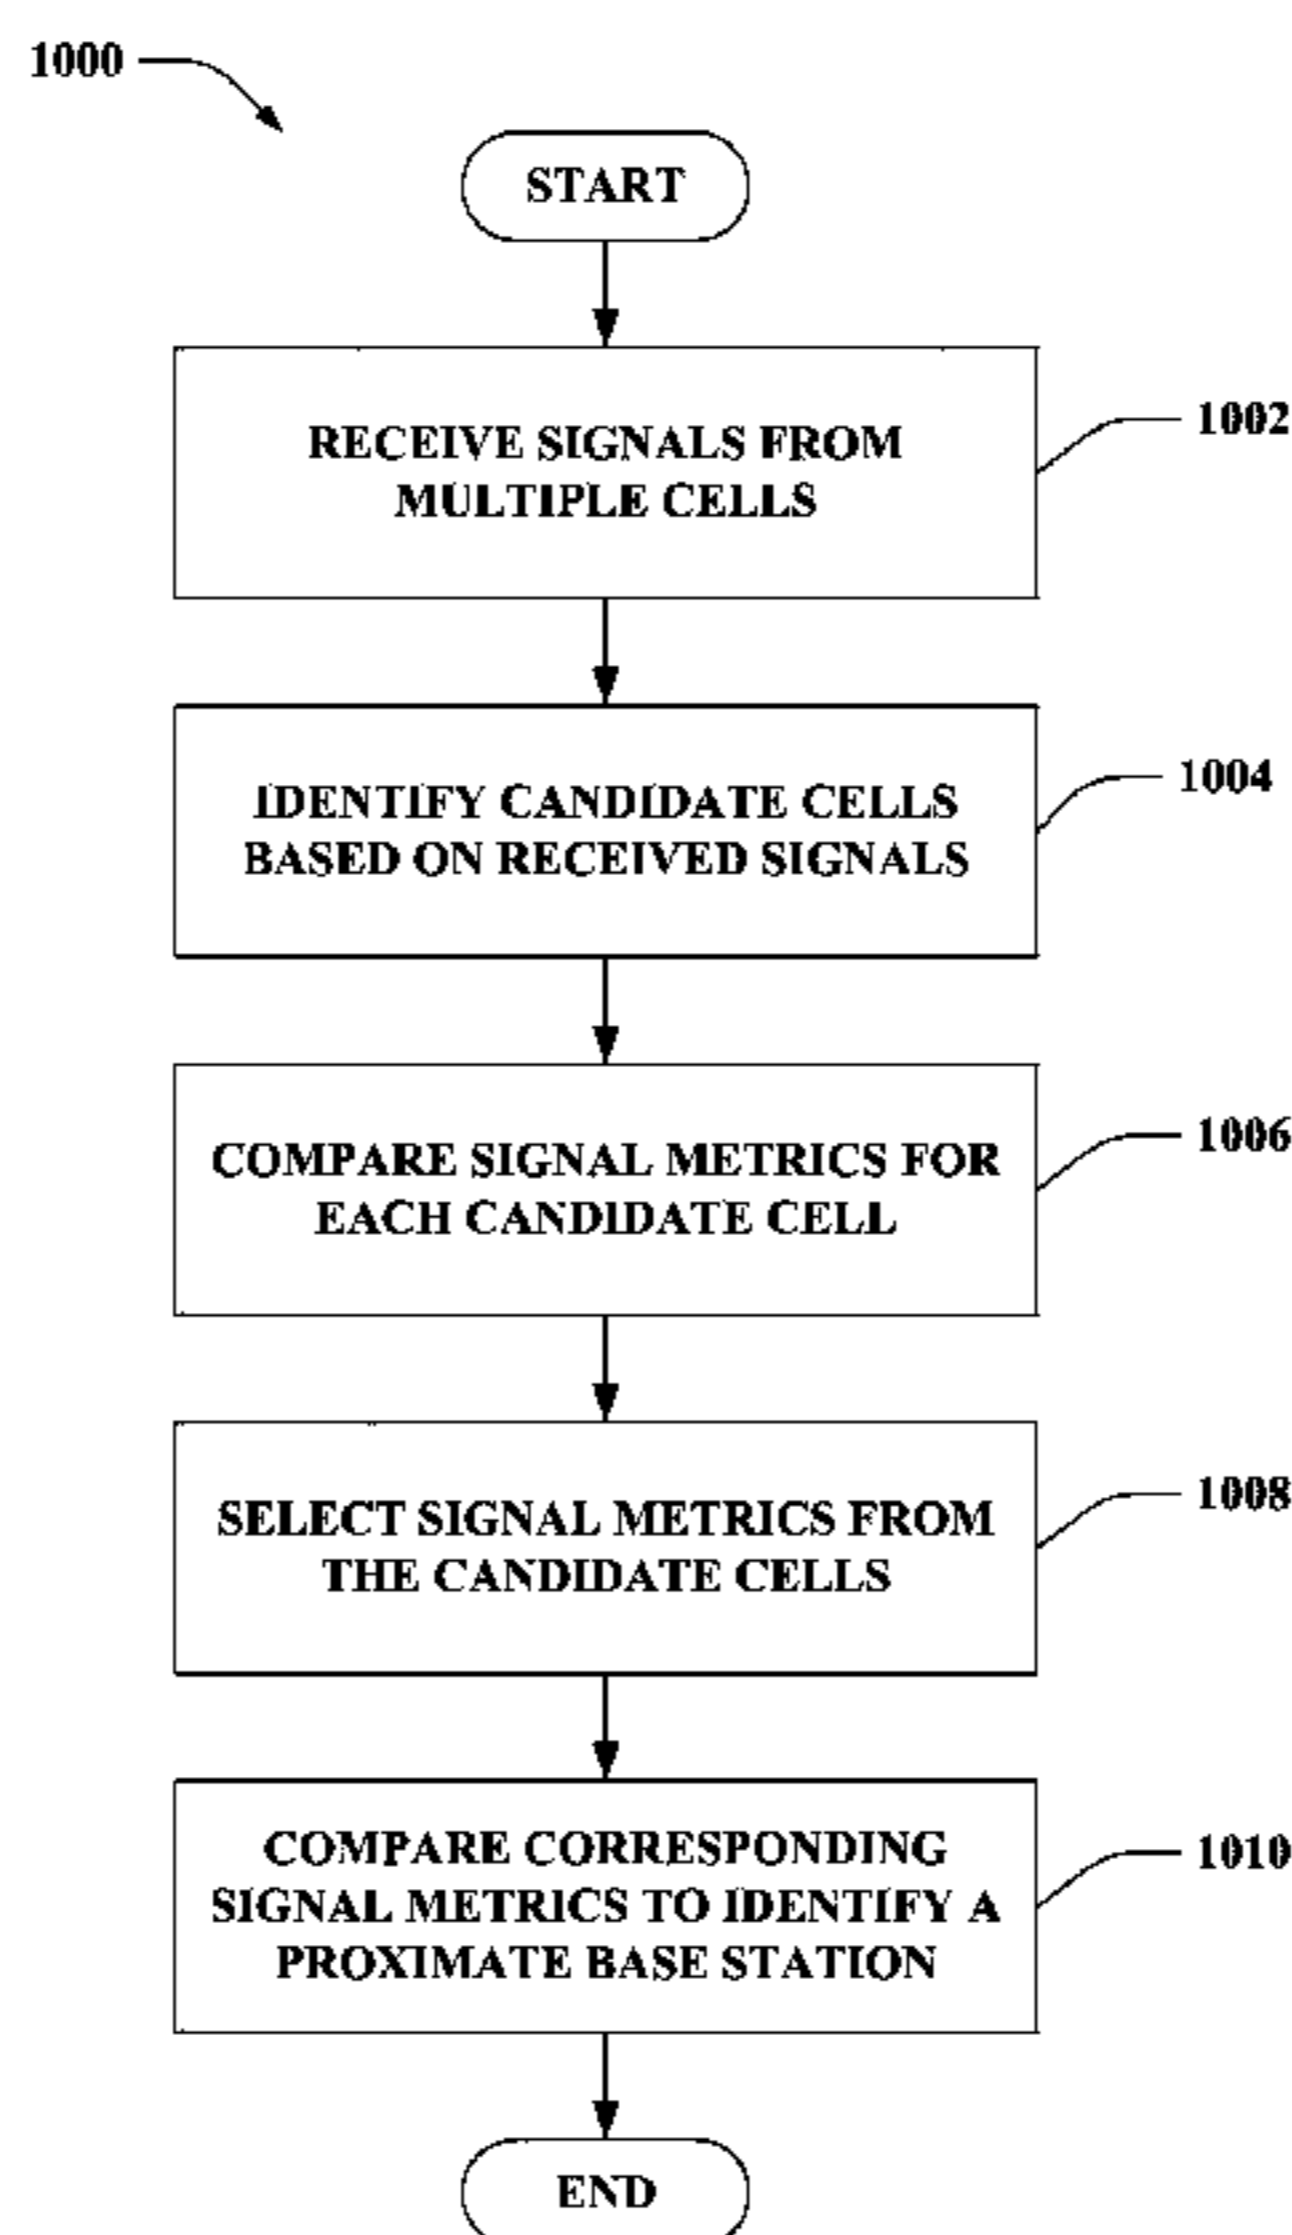 1000
START
RECEIVE SIGNALS FROM
MULTIPLE CELLS
1002
IDENTIFY CANDIDATE CELLS
BASED ON RECEIVED SIGNALS
1004
COMPARE SIGNAL METRICS FOR
EACH CANDIDATE CELL
1006
SELECT SIGNAL METRICS FROM
THE CANDIDATE CELLS
1008
COMPARE CORRESPONDING
SIGNAL METRICS TO IDENTIFY A
PROXIMATE BASE STATION
1010
END